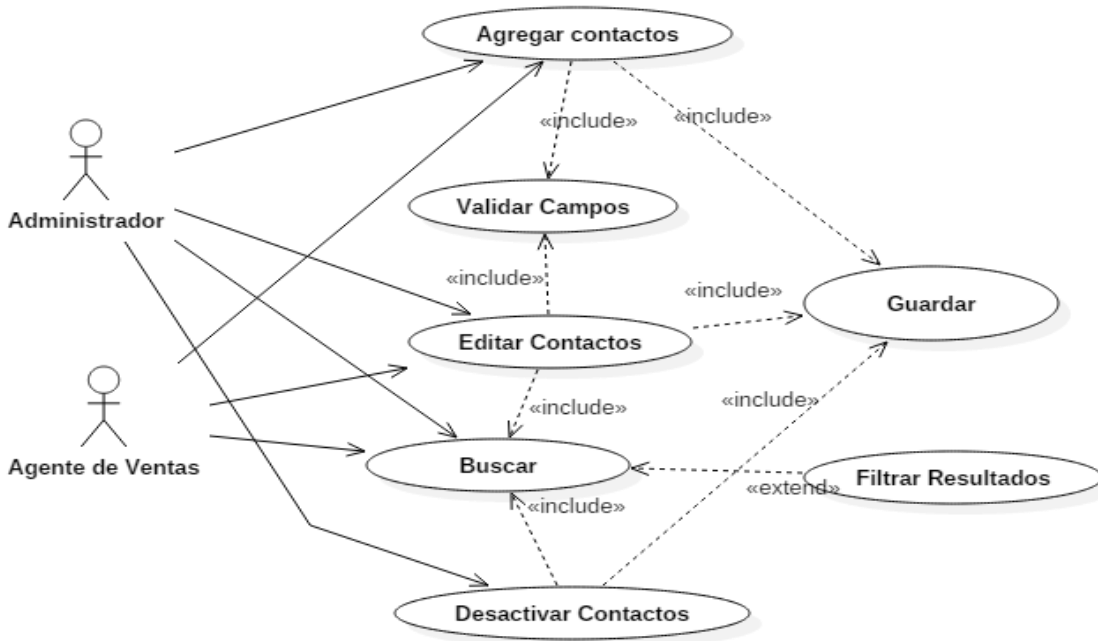 Agregar contactos
«include»
«include»
Administrador
Validar Campos
«include»
«include»
Guardar
Editar Contactos
«include»
«include»
Agente de Ventas
Buscar
Filtrar Resultados
«extend»
«include»
Desactivar Contactos